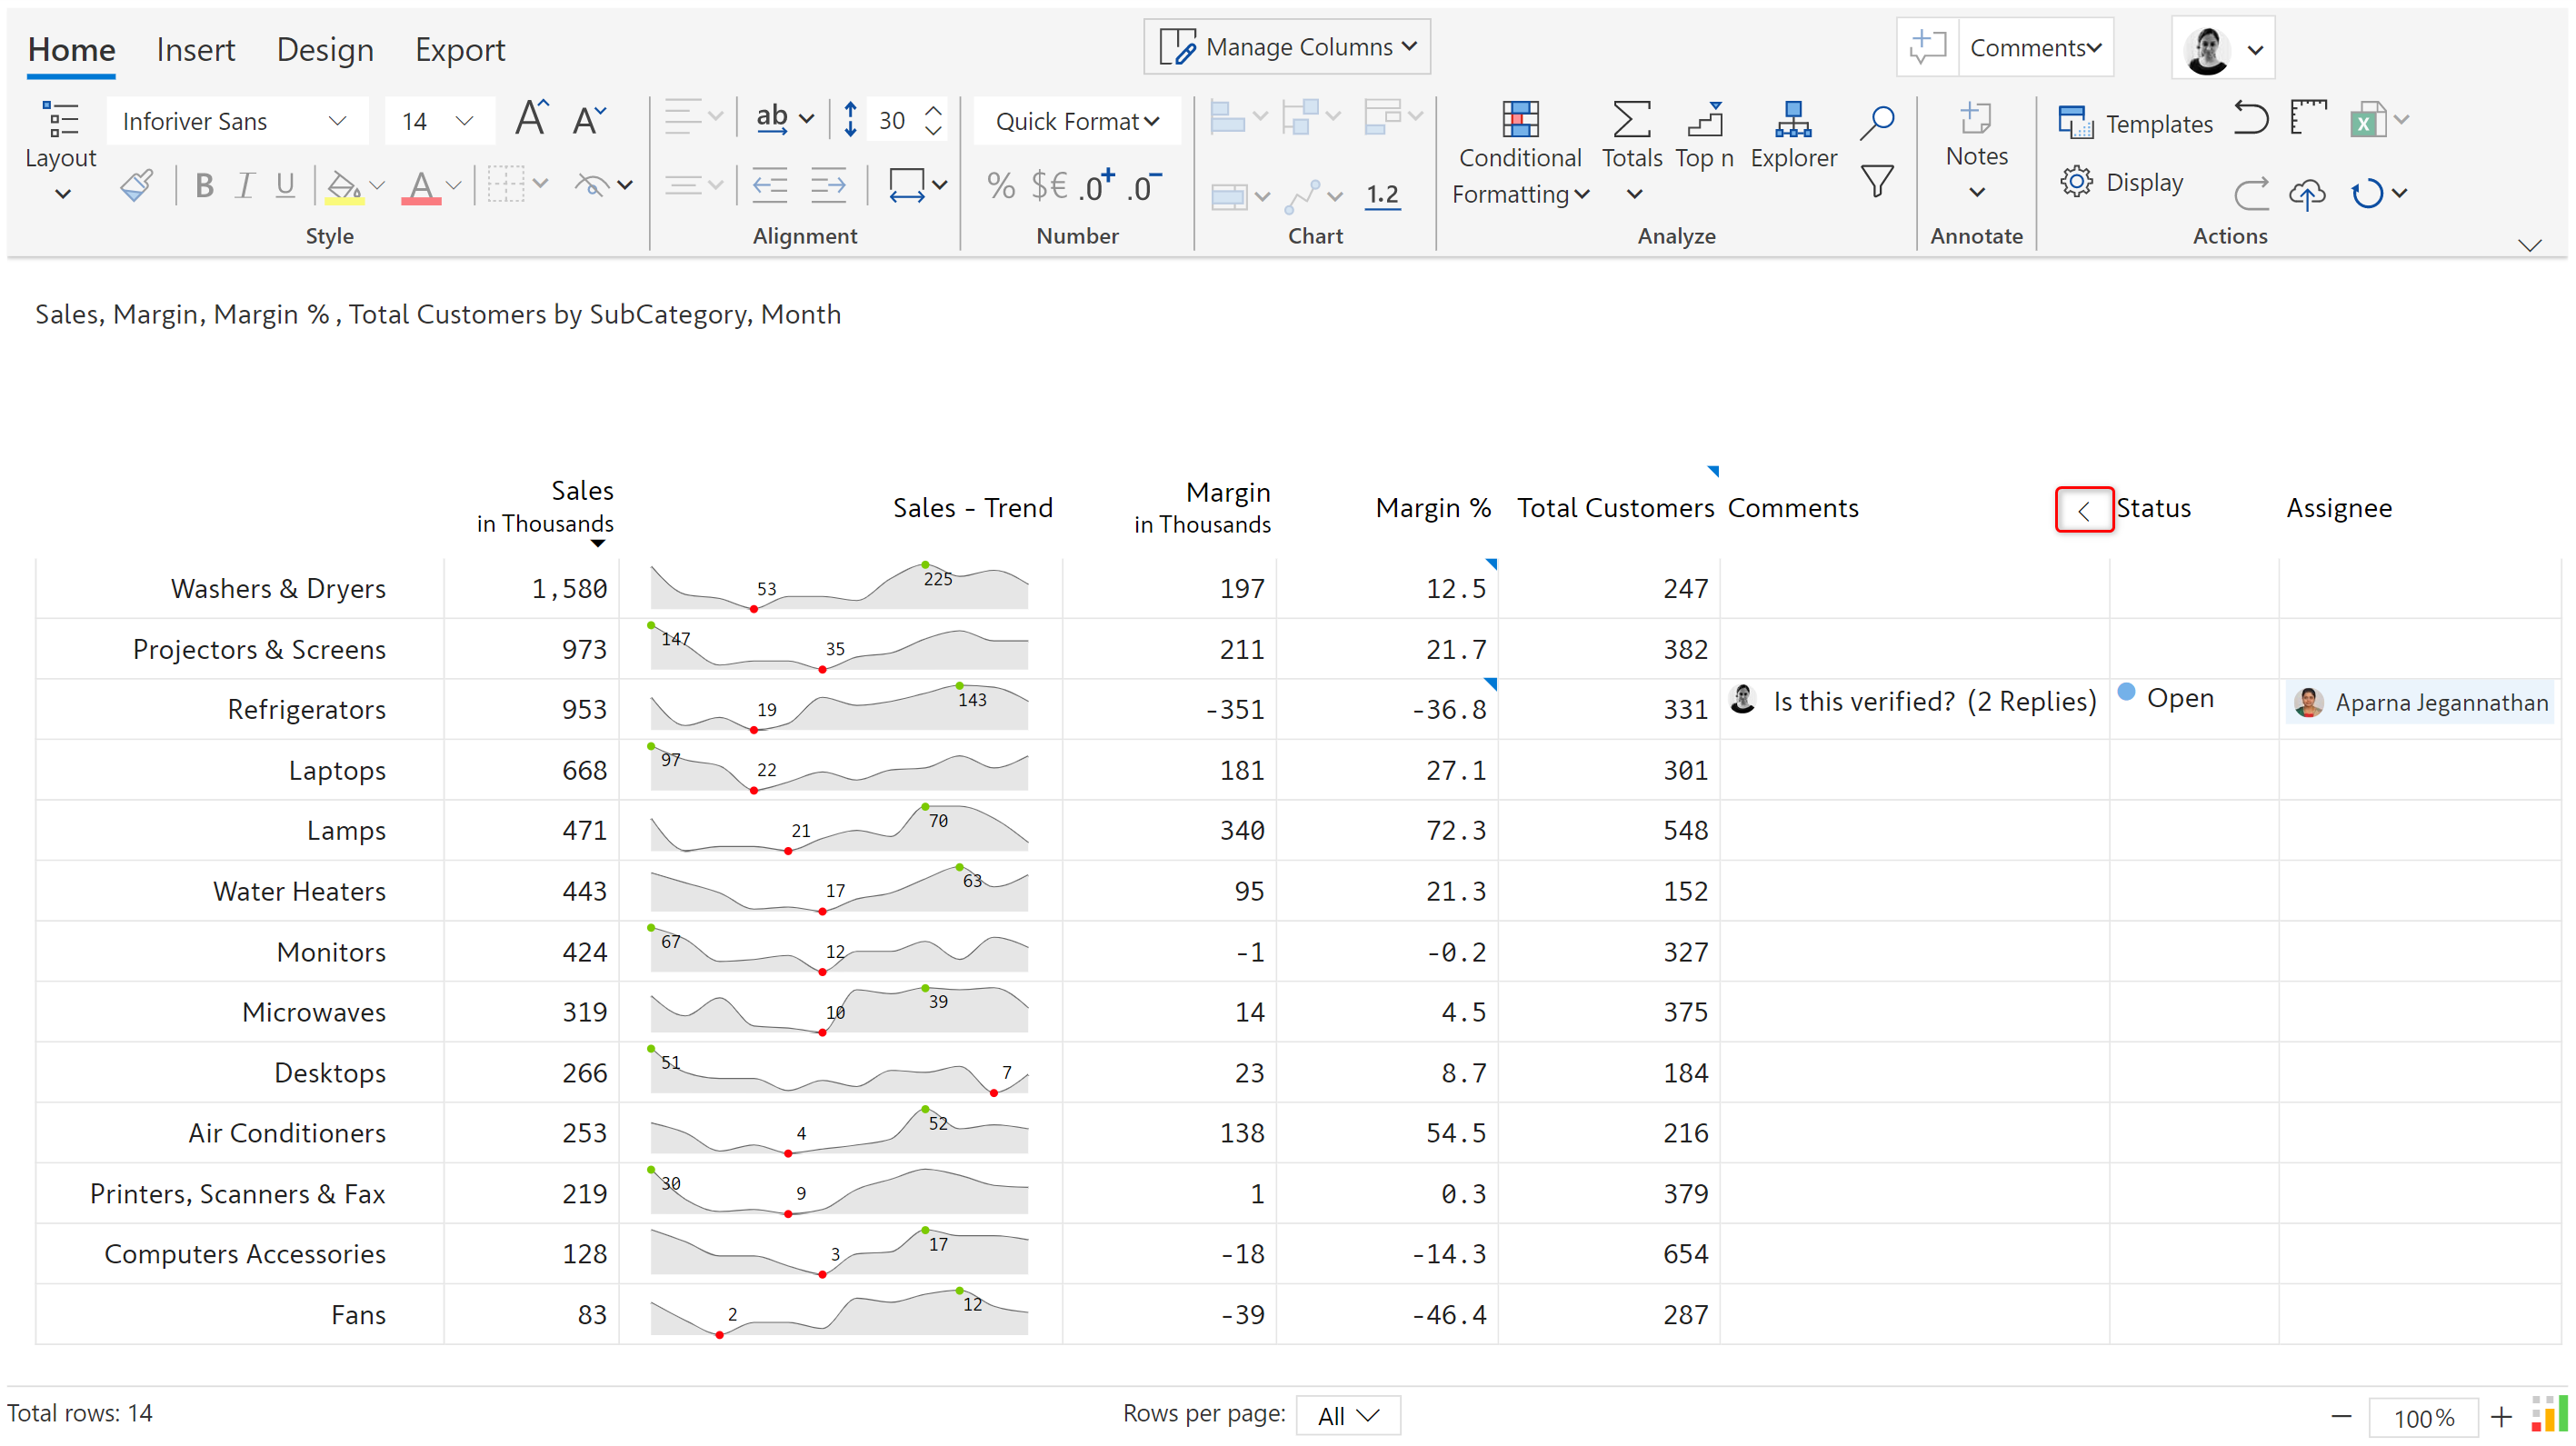 Home Insert Design Export Manage Columns Comments
Inforiver Sans 14 ab 30 Quick Format
Layout Conditional Formatting Totals Top n Explorer Notes Templates
B I U A % $€ .0+ .0- 1.2 Display
Style Alignment Number Chart Analyze Annotate Actions
Sales, Margin, Margin % , Total Customers by SubCategory, Month
Sales in Thousands Sales - Trend Margin in Thousands Margin % Total Customers Comments Status Assignee
Washers & Dryers 1,580 53 225 197 12.5 247
Projectors & Screens 973 147 35 211 21.7 382
Refrigerators 953 19 143 -351 -36.8 331 Is this verified? (2 Replies) Open Aparna Jegannathan
Laptops 668 97 22 181 27.1 301
Lamps 471 21 70 340 72.3 548
Water Heaters 443 17 63 95 21.3 152
Monitors 424 67 12 -1 -0.2 327
Microwaves 319 10 39 14 4.5 375
Desktops 266 51 7 23 8.7 184
Air Conditioners 253 4 52 138 54.5 216
Printers, Scanners & Fax 219 30 9 1 0.3 379
Computers Accessories 128 3 17 -18 -14.3 654
Fans 83 2 12 -39 -46.4 287
Total rows: 14 Rows per page: All 100%